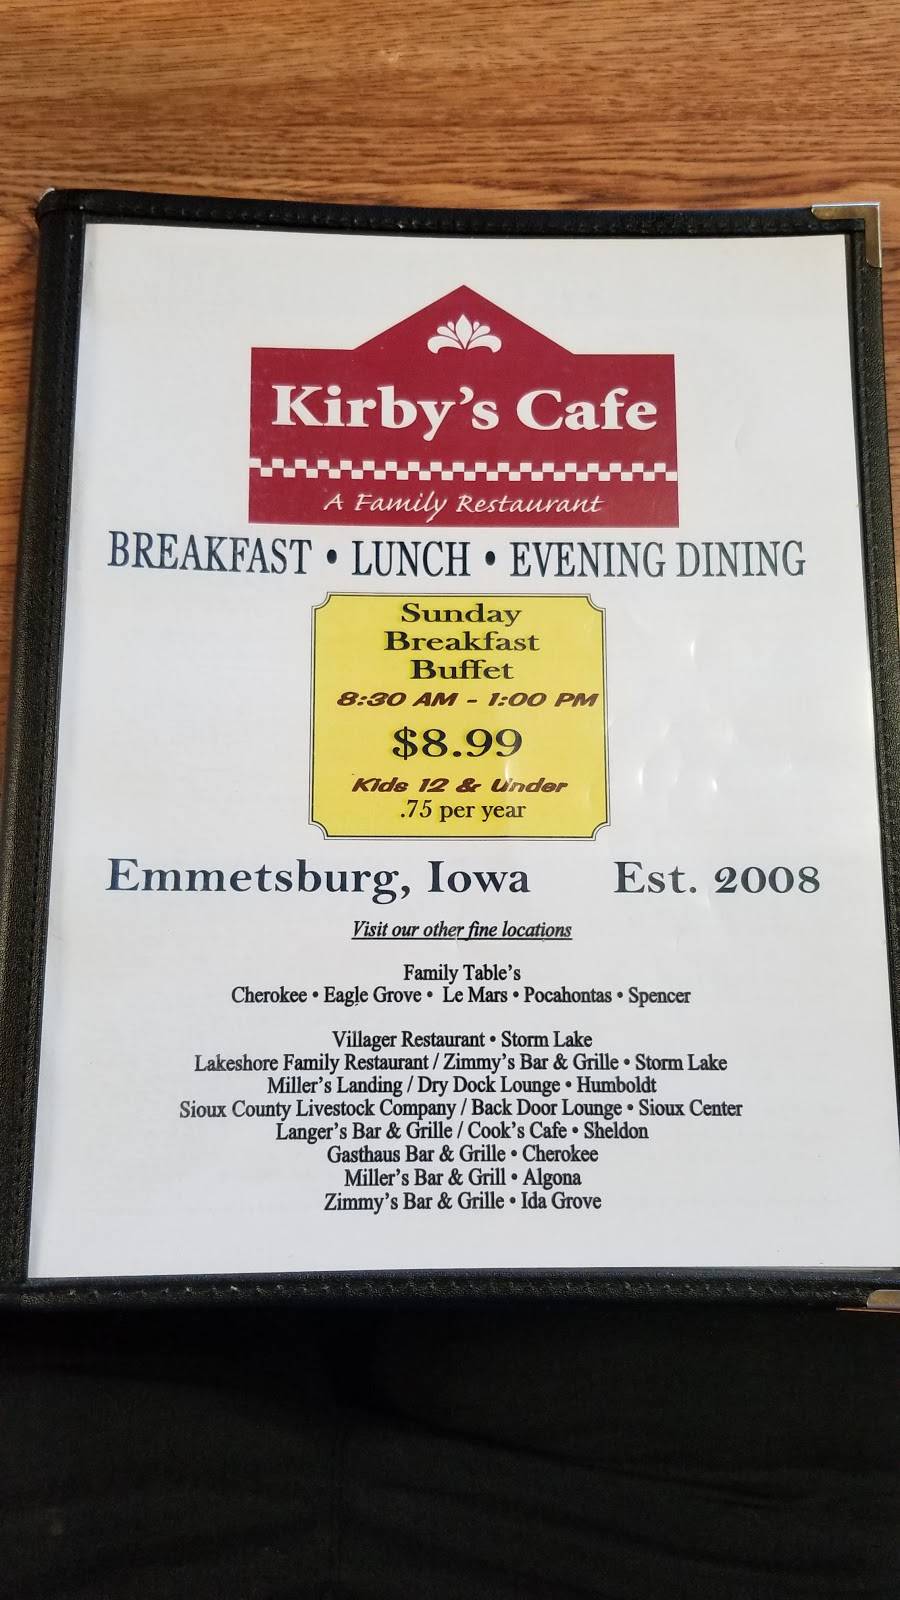 Kirby's Cafe
A Family Restaurant
BREAKFAST • LUNCH • EVENING DINING
Sunday
Breakfast
Buffet
8:30 AM - 1:00 PM
$8.99
Kids 12 & Under
.75 per year
Emmetsburg, Iowa Est. 2008
Visit our other fine locations
Family Table's
Cherokee • Eagle Grove • Le Mars • Pocahontas • Spencer
Villager Restaurant • Storm Lake
Lakeshore Family Restaurant / Zimmy's Bar & Grille • Storm Lake
Miller's Landing / Dry Dock Lounge • Humboldt
Sioux County Livestock Company / Back Door Lounge • Sioux Center
Langer's Bar & Grille / Cook's Cafe • Sheldon
Gasthaus Bar & Grille • Cherokee
Miller's Bar & Grill • Algona
Zimmy's Bar & Grille • Ida Grove